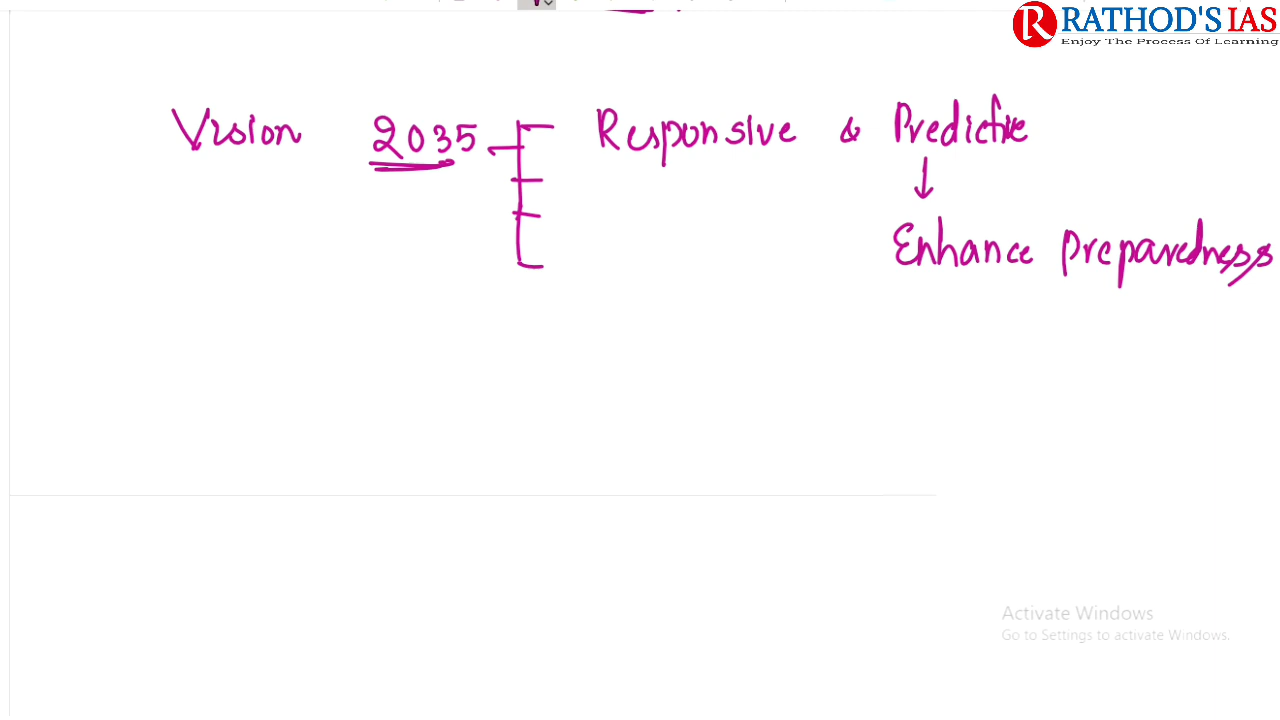 RATHOD'S IAS
Enjoy The Process Of Learning
Vision 2035 Responsive & Predictive
Enhance preparedness
Activate Windows
Go to Settings to activate Windows.